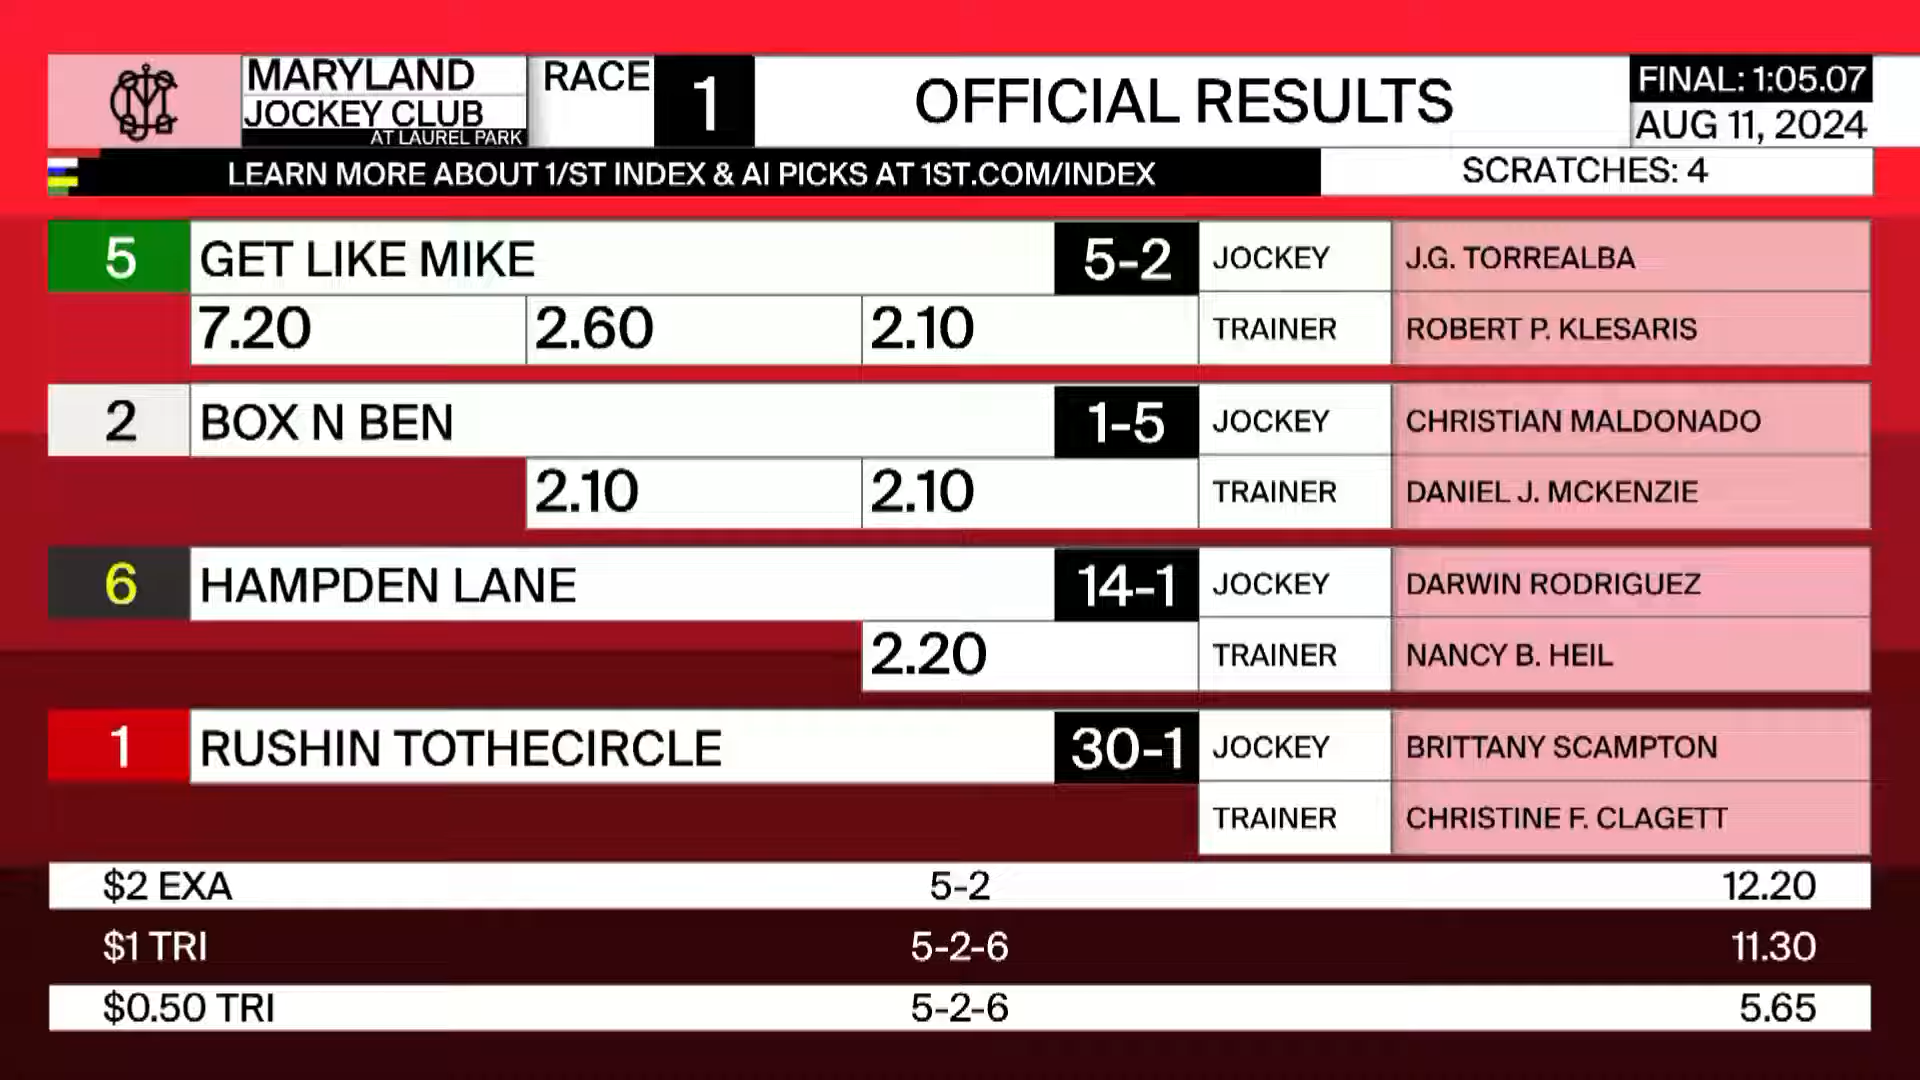 MARYLAND
JOCKEY CLUB
AT LAUREL PARK
RACE
1
OFFICIAL RESULTS
FINAL: 1:05.07
AUG 11, 2024
LEARN MORE ABOUT 1/ST INDEX & AI PICKS AT 1ST.COM/INDEX
SCRATCHES: 4
5 GET LIKE MIKE 5-2 JOCKEY J.G. TORREALBA
7.20 2.60 2.10 TRAINER ROBERT P. KLESARIS
2 BOX N BEN 1-5 JOCKEY CHRISTIAN MALDONADO
2.10 2.10 TRAINER DANIEL J. MCKENZIE
6 HAMPDEN LANE 14-1 JOCKEY DARWIN RODRIGUEZ
2.20 TRAINER NANCY B. HEIL
1 RUSHIN TOTHECIRCLE 30-1 JOCKEY BRITTANY SCAMPTON
TRAINER CHRISTINE F. CLAGETT
$2 EXA 5-2 12.20
$1 TRI 5-2-6 11.30
$0.50 TRI 5-2-6 5.65